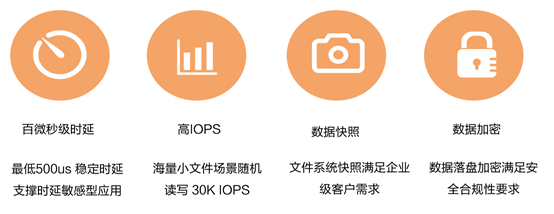 百微秒级时延
最低500us 稳定时延
支撑时延敏感型应用
高IOPS
海量小文件场景随机
读写 30K IOPS
数据快照
文件系统快照满足企业
级客户需求
数据加密
数据落盘加密满足安
全合规性要求